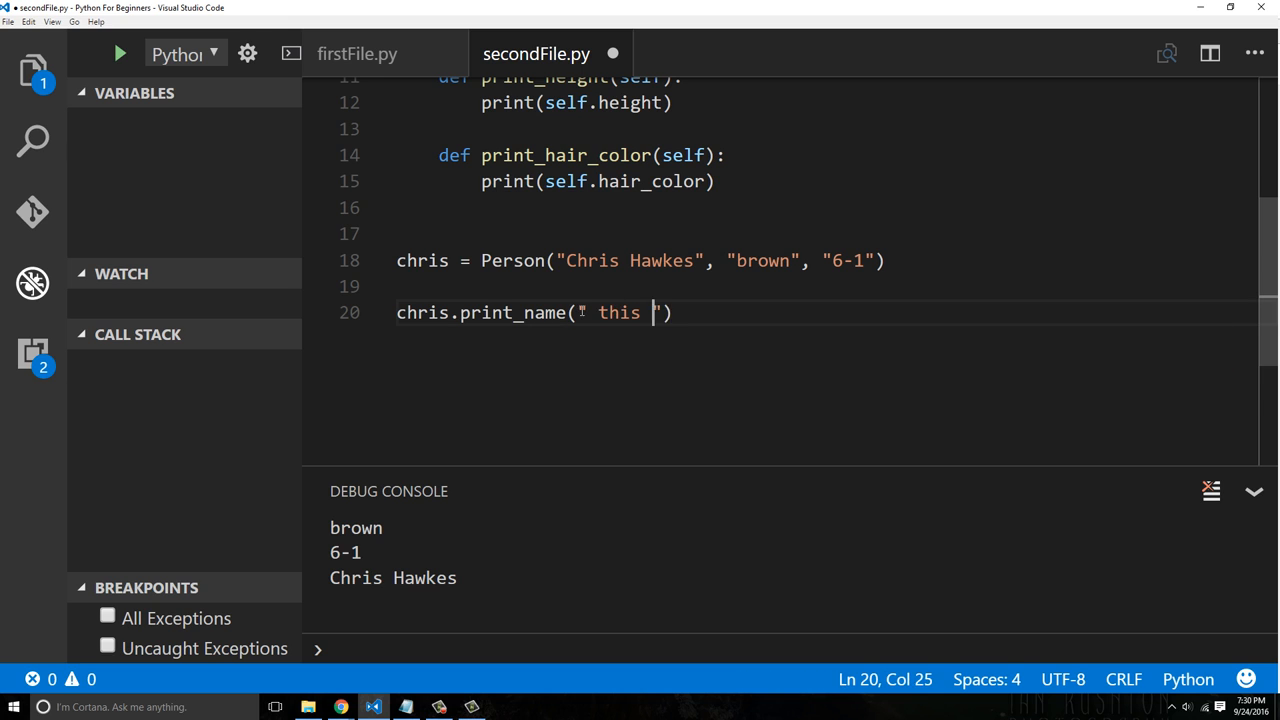 ● secondFile.py - Python For Beginners - Visual Studio Code
File Edit View Go Help
Python firstFile.py secondFile.py
1 VARIABLES
11 def print_height(self):
12 print(self.height)
13
14 def print_hair_color(self):
15 print(self.hair_color)
16
17
18 chris = Person("Chris Hawkes", "brown", "6-1")
19
20 chris.print_name(" this ")
WATCH
CALL STACK
2
DEBUG CONSOLE
brown
6-1
Chris Hawkes
BREAKPOINTS
All Exceptions
Uncaught Exceptions
0 0 Ln 20, Col 25 Spaces: 4 UTF-8 CRLF Python
I'm Cortana. Ask me anything. 7:30 PM
9/24/2016